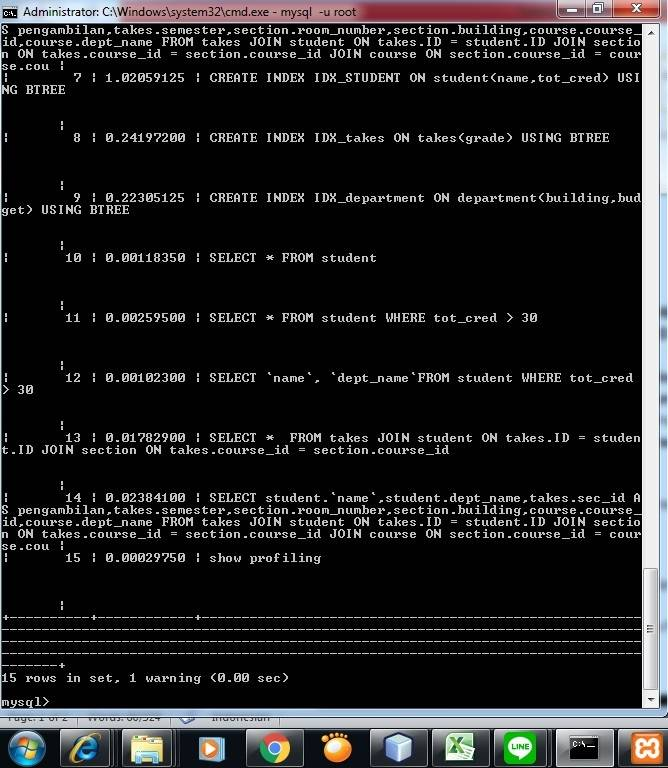 Administrator: C:\Windows\system32\cmd.exe - mysql -u root
S pengambilan,takes.semester,section.room_number,section.building,course.course_
id,course.dept_name FROM takes JOIN student ON takes.ID = student.ID JOIN sectio
n ON takes.course_id = section.course_id JOIN course ON section.course_id = cour
se.cou ¦
¦ 7 ¦ 1.02059125 ¦ CREATE INDEX IDX_STUDENT ON student(name,tot_cred) USI
NG BTREE
¦
¦ 8 ¦ 0.24197200 ¦ CREATE INDEX IDX_takes ON takes(grade) USING BTREE
¦
¦ 9 ¦ 0.22305125 ¦ CREATE INDEX IDX_department ON department(building,bud
get) USING BTREE
¦
¦ 10 ¦ 0.00118350 ¦ SELECT * FROM student
¦
¦ 11 ¦ 0.00259500 ¦ SELECT * FROM student WHERE tot_cred > 30
¦
¦ 12 ¦ 0.00102300 ¦ SELECT `name`, `dept_name`FROM student WHERE tot_cred
> 30
¦
¦ 13 ¦ 0.01782900 ¦ SELECT *  FROM takes JOIN student ON takes.ID = studen
t.ID JOIN section ON takes.course_id = section.course_id
¦
¦ 14 ¦ 0.02384100 ¦ SELECT student.`name`,student.dept_name,takes.sec_id A
S pengambilan,takes.semester,section.room_number,section.building,course.course_
id,course.dept_name FROM takes JOIN student ON takes.ID = student.ID JOIN sectio
n ON takes.course_id = section.course_id JOIN course ON section.course_id = cour
se.cou ¦
¦ 15 ¦ 0.00029750 ¦ show profiling
¦
15 rows in set, 1 warning (0.00 sec)
mysql>
Page: 1 of 2 Words: 60/324 Indonesian
LINE